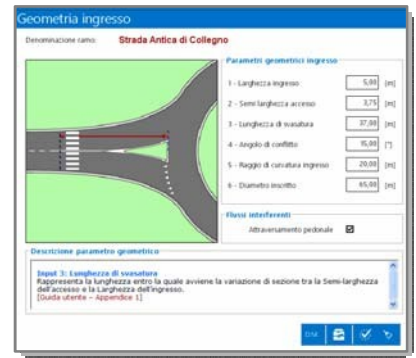 Geometria ingresso
Denominazione ramo: Strada Antica di Collegno
Parametri geometrici ingresso
1 - Larghezza ingresso 5,00 [m]
2 - Semi larghezza accesso 3,75 [m]
3 - Lunghezza di svasatura 37,00 [m]
4 - Angolo di conflitto 15,00 [°]
5 - Raggio di curvatura ingresso 20,00 [m]
6 - Diametro inscritto 65,00 [m]
Flussi interferenti
Attraversamento pedonale
Descrizione parametro geometrico
Input 3: Lunghezza di svasatura
Rappresenta la lunghezza entro la quale avviene la variazione di sezione tra la Semi-larghezza
dell'accesso e la Larghezza dell'ingresso.
[Guida utente – Appendice 1]